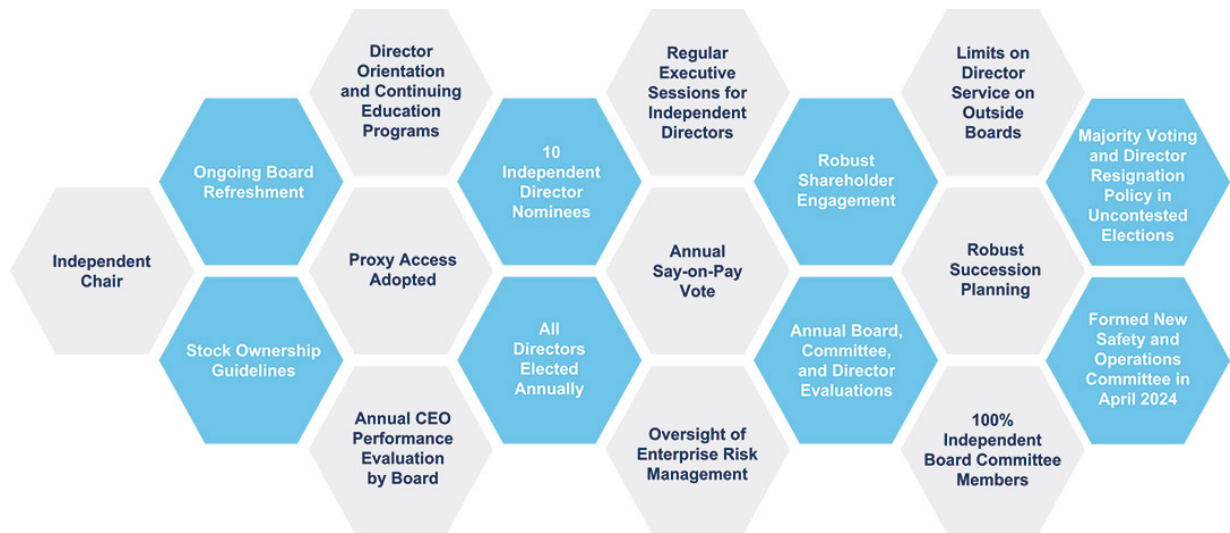 Independent
Chair
Ongoing Board
Refreshment
Stock Ownership
Guidelines
Director
Orientation
and Continuing
Education
Programs
Proxy Access
Adopted
Annual CEO
Performance
Evaluation
by Board
10
Independent
Director
Nominees
All
Directors
Elected
Annually
Regular
Executive
Sessions for
Independent
Directors
Annual
Say-on-Pay
Vote
Oversight of
Enterprise Risk
Management
Robust
Shareholder
Engagement
Annual Board,
Committee,
and Director
Evaluations
Limits on
Director
Service on
Outside
Boards
Robust
Succession
Planning
100%
Independent
Board Committee
Members
Majority Voting
and Director
Resignation
Policy in
Uncontested
Elections
Formed New
Safety and
Operations
Committee in
April 2024